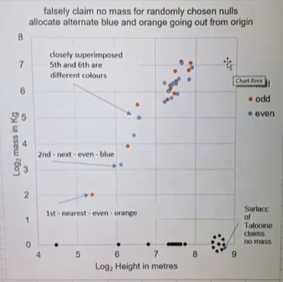 falsely claim no mass for randomly chosen nulls
allocate alternate blue and orange going out from origin
8
7
6
5
4
3
2
1
0
Log₂ mass in Kg
closely superimposed
5th and 6th are
different colours
2nd - next - even - blue
1st - nearest - even - orange
Chart Area
odd
even
Sarlacc
of
Tatooine
claims
no mass
4
5
6
7
8
9
Log₂ Height in metres